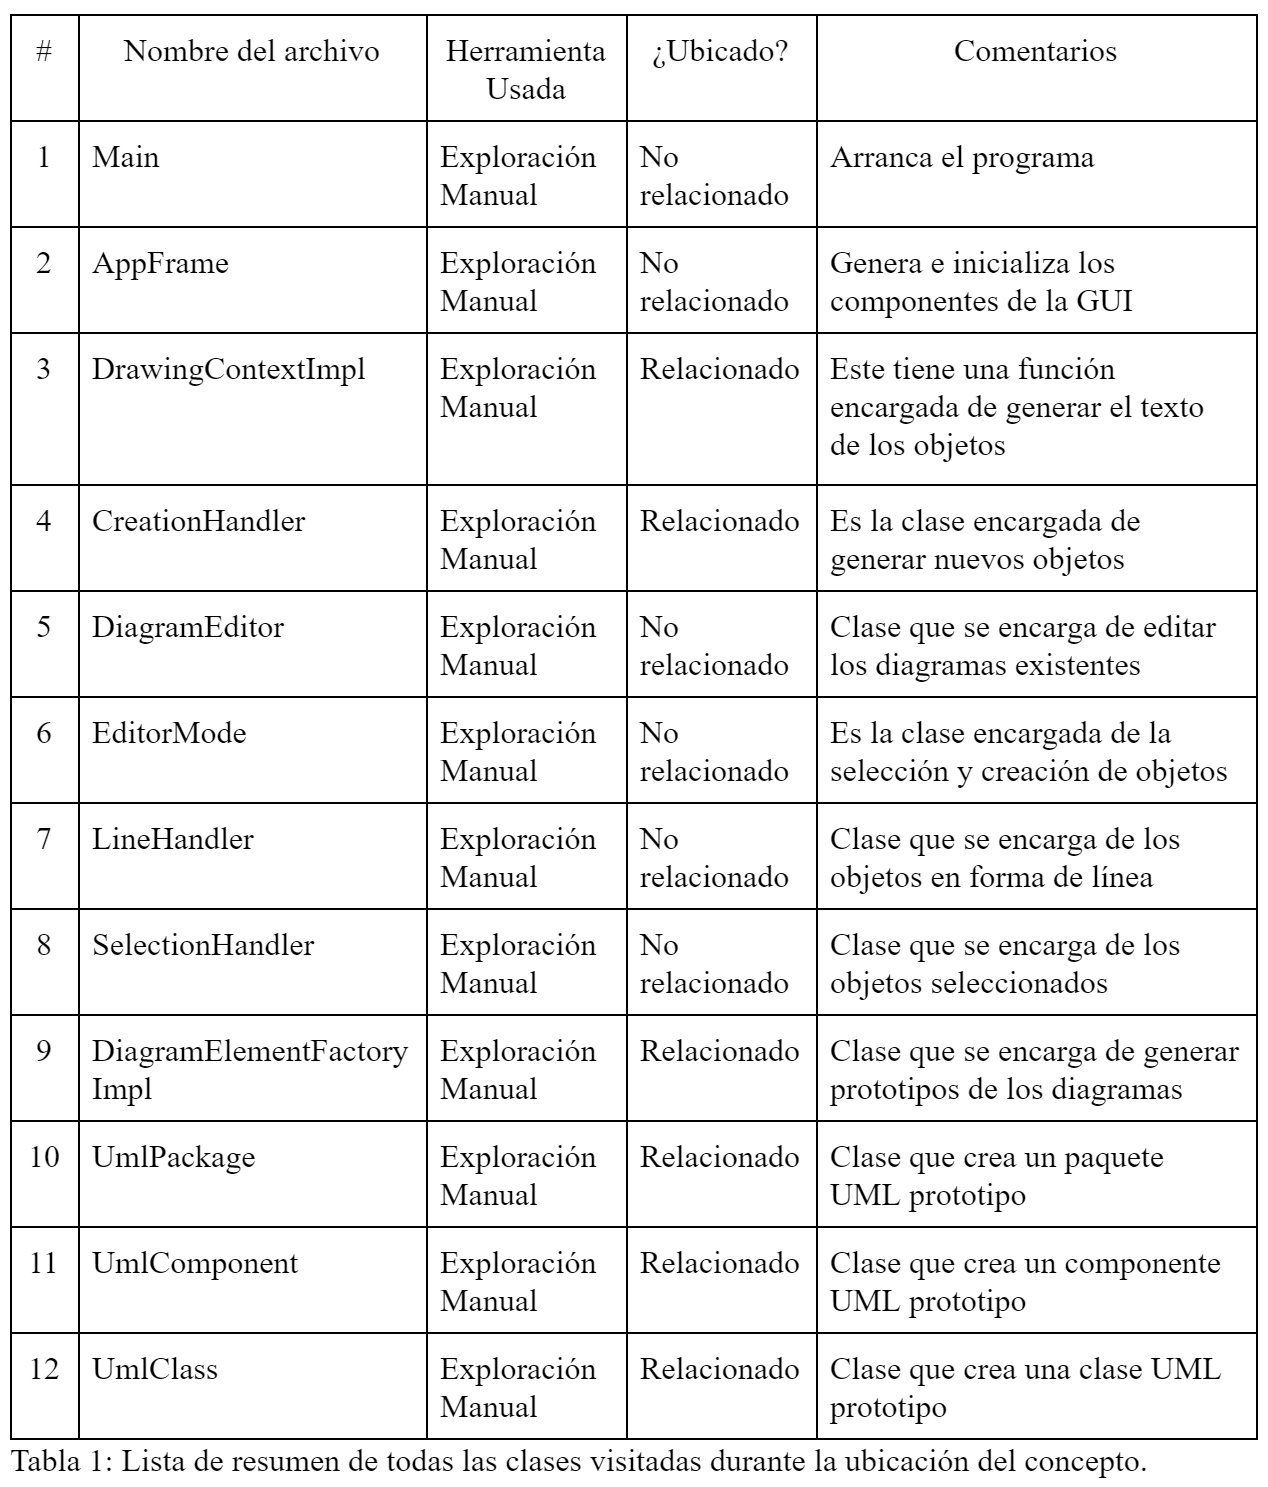 # Nombre del archivo Herramienta Usada ¿Ubicado? Comentarios
1 Main Exploración Manual No relacionado Arranca el programa
2 AppFrame Exploración Manual No relacionado Genera e inicializa los componentes de la GUI
3 DrawingContextImpl Exploración Manual Relacionado Este tiene una función encargada de generar el texto de los objetos
4 CreationHandler Exploración Manual Relacionado Es la clase encargada de generar nuevos objetos
5 DiagramEditor Exploración Manual No relacionado Clase que se encarga de editar los diagramas existentes
6 EditorMode Exploración Manual No relacionado Es la clase encargada de la selección y creación de objetos
7 LineHandler Exploración Manual No relacionado Clase que se encarga de los objetos en forma de línea
8 SelectionHandler Exploración Manual No relacionado Clase que se encarga de los objetos seleccionados
9 DiagramElementFactory Impl Exploración Manual Relacionado Clase que se encarga de generar prototipos de los diagramas
10 UmlPackage Exploración Manual Relacionado Clase que crea un paquete UML prototipo
11 UmlComponent Exploración Manual Relacionado Clase que crea un componente UML prototipo
12 UmlClass Exploración Manual Relacionado Clase que crea una clase UML prototipo
Tabla 1: Lista de resumen de todas las clases visitadas durante la ubicación del concepto.